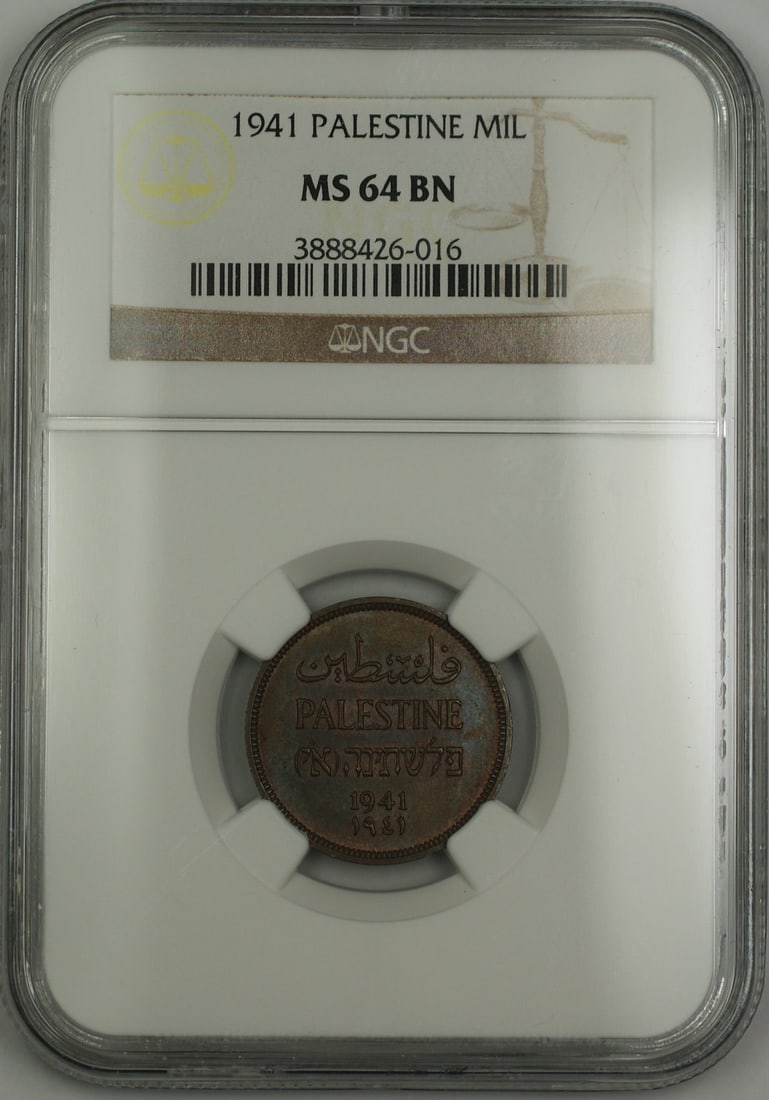 1941 PALESTINE MIL
MS 64 BN
3888426-016
NGC
فلسطين
PALESTINE
פלשתינה (א״י)
1941
١٩٤١